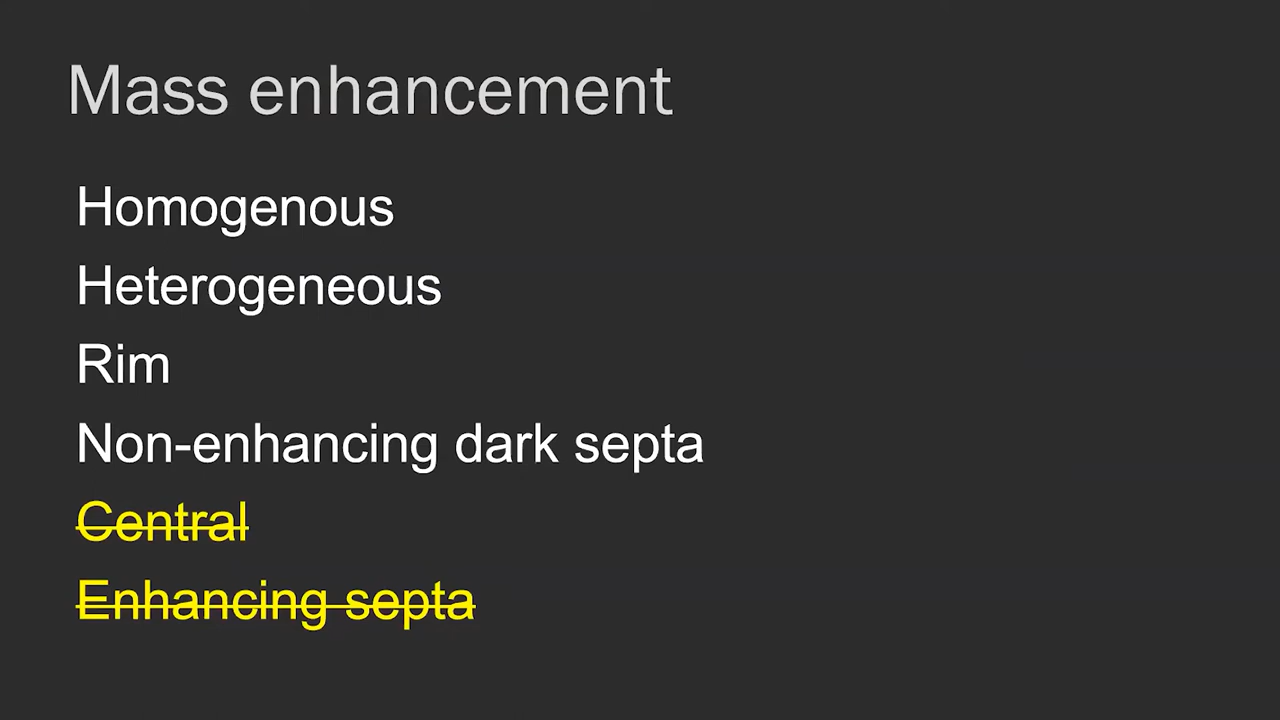 Mass enhancement
Homogenous
Heterogeneous
Rim
Non-enhancing dark septa
Central
Enhancing septa